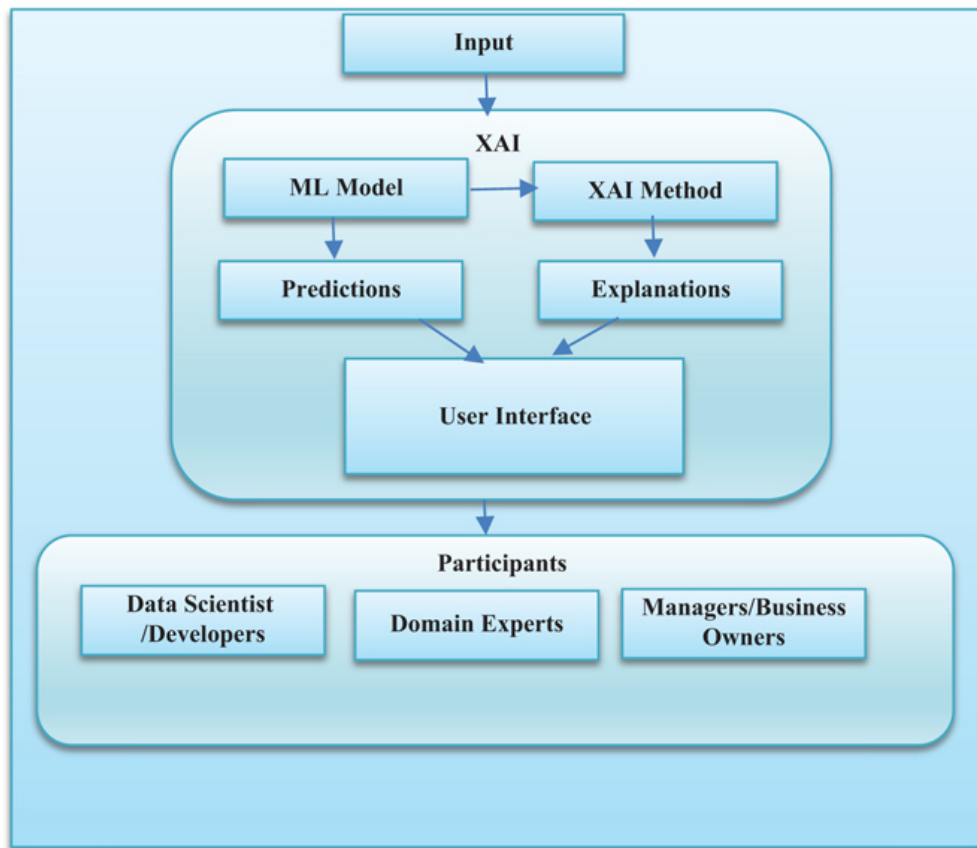 Input
XAI
ML Model
XAI Method
Predictions
Explanations
User Interface
Participants
Data Scientist
/Developers
Domain Experts
Managers/Business
Owners